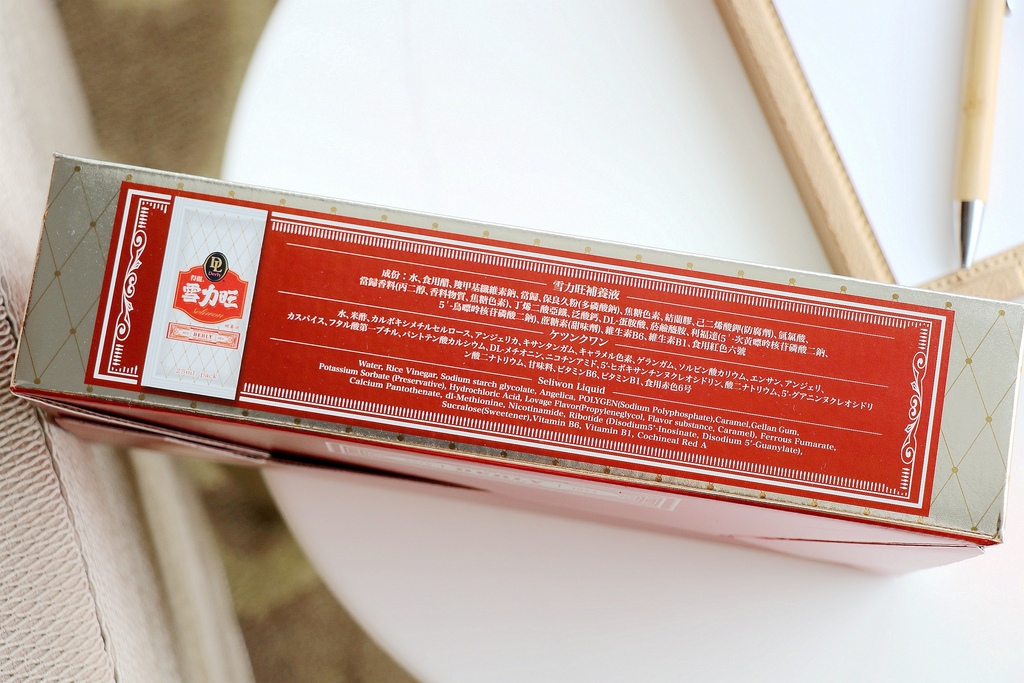 DL
Derly
特龍
雪力旺
Seliwon
DERLY
25ml/pack
雪力旺補養液
成份：水、食用醋、羧甲基纖維素鈉、當歸、保良久粉(多磷酸鈉)、焦糖色素、結蘭膠、己二烯酸鉀(防腐劑)、氫氯酸、
當歸香料(丙二醇、香料物質、焦糖色素)、丁烯二酸亞鐵、泛酸鈣、DL-蛋胺酸、菸鹼醯胺、利福達(5´-次黃嘌呤核苷磷酸二鈉、
5´-鳥嘌呤核苷磷酸二鈉)、蔗糖素(甜味劑)、維生素B6、維生素B1、食用紅色六號
ケツンクワン
水、米酢、カルボキシメチルセルロース、アンジェリカ、キサンタンガム、キャラメル色素、ゲランガム、ソルビン酸カリウム、エンサン、アンジェリ、
カスパイス、フタル酸第一プチル、パントテン酸カルシウム、DLメチオニン、ニコチンアミド、5'-ヒポキサンチンヌクレオシドリン、酸二ナトリウム、5'-グアニンヌクレオシドリ
ン酸二ナトリウム、甘味料、ビタミンB6、ビタミンB1、食用赤色6号
Seliwon Liquid
Water, Rice Vinegar, Sodium starch glycolate, Angelica, POLYGEN(Sodium Polyphosphate),Caramel,Gellan Gum,
Potassium Sorbate (Preservative), Hydrochloric Acid, Lovage Flavor(Propyleneglycol, Flavor substance, Caramel), Ferrous Fumarate,
Calcium Pantothenate, dl-Methionine, Nicotinamide, Ribotide (Disodium5'-Inosinate, Disodium 5'-Guanylate),
Sucralose(Sweetener),Vitamin B6, Vitamin B1, Cochineal Red A